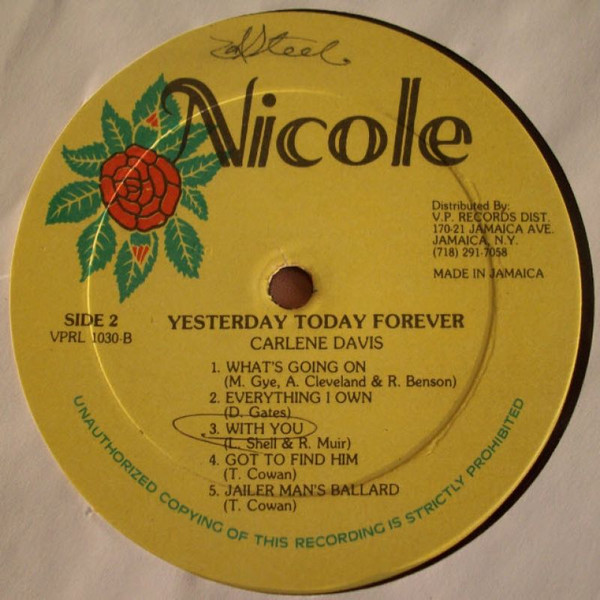 Nicole
Distributed By:
V.P. RECORDS DIST.
170-21 JAMAICA AVE.
JAMAICA, N.Y.
(718) 291-7058
MADE IN JAMAICA
SIDE 2
VPRL 1030-B
YESTERDAY TODAY FOREVER
CARLENE DAVIS
1. WHAT'S GOING ON
(M. Gye, A. Cleveland & R. Benson)
2. EVERYTHING I OWN
(D. Gates)
3. WITH YOU
(L. Shell & R. Muir)
4. GOT TO FIND HIM
(T. Cowan)
5. JAILER MAN'S BALLARD
(T. Cowan)
UNAUTHORIZED COPYING OF THIS RECORDING IS STRICTLY PROHIBITED